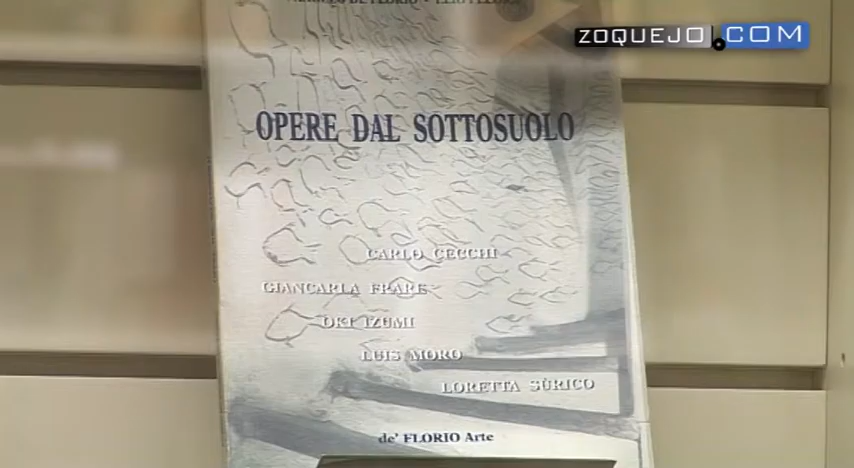 ZOQUEJO.COM
OPERE DAL SOTTOSUOLO
CARLO CECCHI
GIANCARLA FRARE
OKI IZUMI
LUIS MORO
LORETTA SÙRICO
de' FLORIO Arte